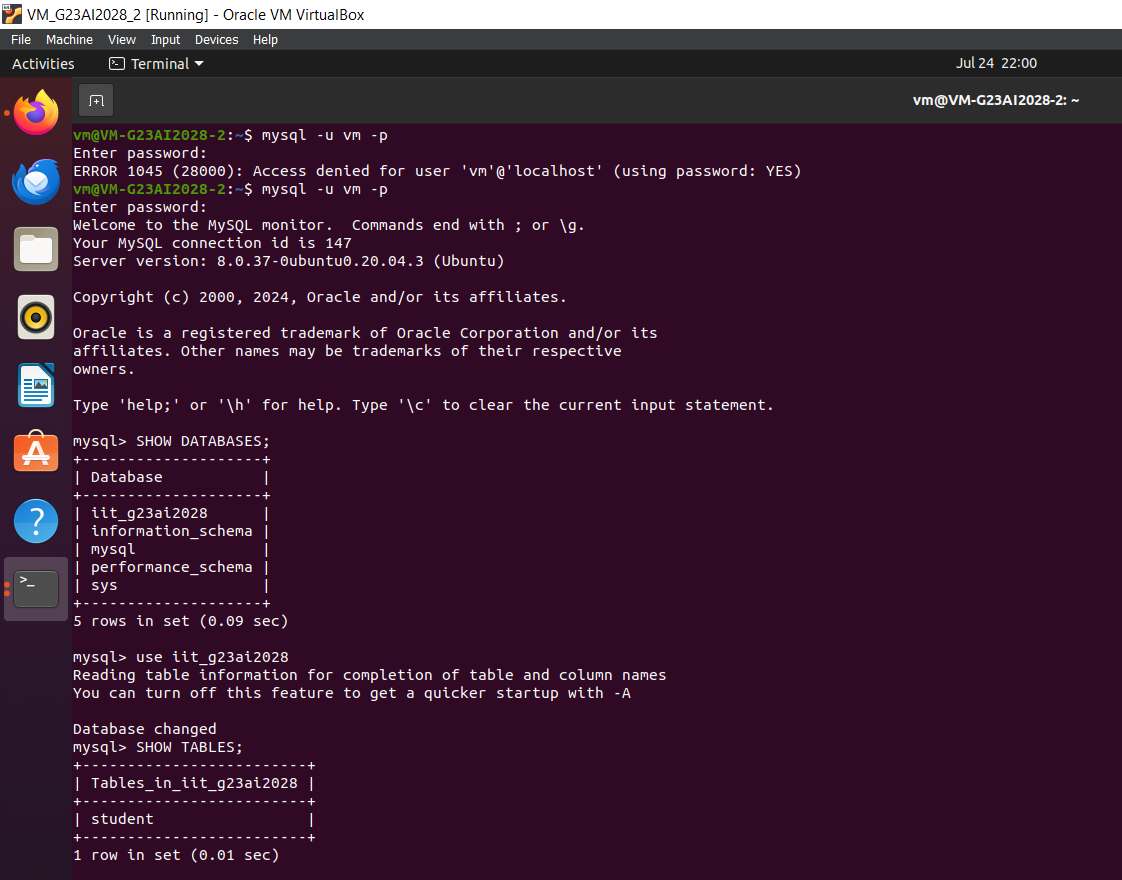 VM_G23AI2028_2 [Running] - Oracle VM VirtualBox
File Machine View Input Devices Help
Activities Terminal Jul 24 22:00
vm@VM-G23AI2028-2: ~
vm@VM-G23AI2028-2:~$ mysql -u vm -p
Enter password:
ERROR 1045 (28000): Access denied for user 'vm'@'localhost' (using password: YES)
vm@VM-G23AI2028-2:~$ mysql -u vm -p
Enter password:
Welcome to the MySQL monitor.  Commands end with ; or \g.
Your MySQL connection id is 147
Server version: 8.0.37-0ubuntu0.20.04.3 (Ubuntu)
Copyright (c) 2000, 2024, Oracle and/or its affiliates.
Oracle is a registered trademark of Oracle Corporation and/or its
affiliates. Other names may be trademarks of their respective
owners.
Type 'help;' or '\h' for help. Type '\c' to clear the current input statement.
mysql> SHOW DATABASES;
+--------------------+
| Database           |
+--------------------+
| iit_g23ai2028      |
| information_schema |
| mysql              |
| performance_schema |
| sys                |
+--------------------+
5 rows in set (0.09 sec)
mysql> use iit_g23ai2028
Reading table information for completion of table and column names
You can turn off this feature to get a quicker startup with -A
Database changed
mysql> SHOW TABLES;
+-------------------------+
| Tables_in_iit_g23ai2028 |
+-------------------------+
| student                 |
+-------------------------+
1 row in set (0.01 sec)